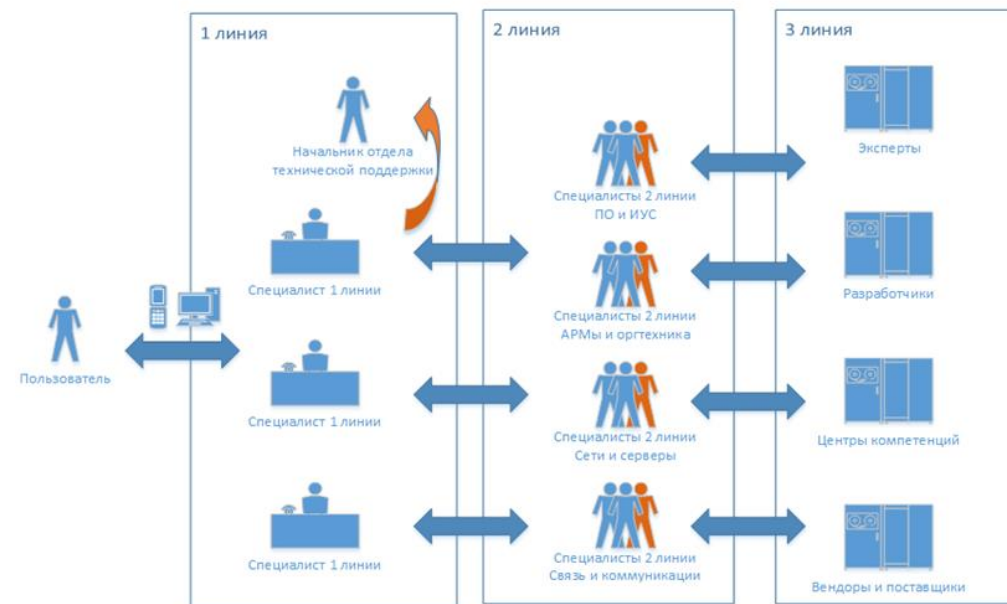 1 линия
2 линия
3 линия
Начальник отдела
технической поддержки
Специалист 1 линии
Специалист 1 линии
Специалист 1 линии
Пользователь
Специалисты 2 линии
ПО и ИУС
Специалисты 2 линии
АРМы и оргтехника
Специалисты 2 линии
Сети и серверы
Специалисты 2 линии
Связь и коммуникации
Эксперты
Разработчики
Центры компетенций
Вендоры и поставщики